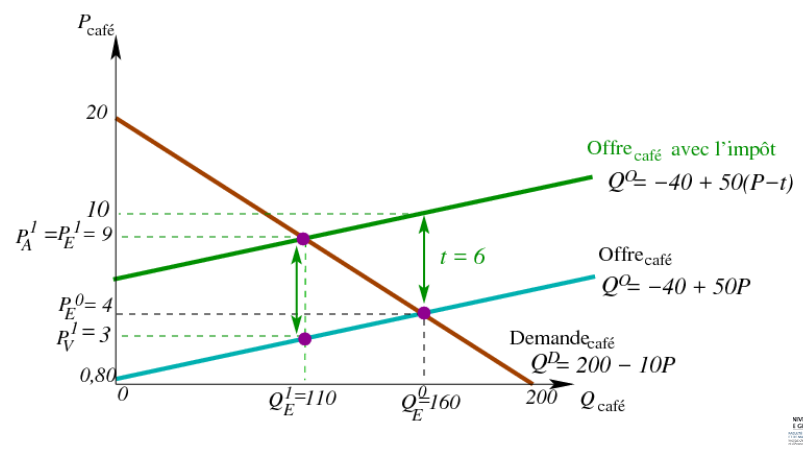 P café
20
Offre café avec l'impôt
Q^O = −40 + 50(P−t)
10
P_A^1 = P_E^1 = 9
t = 6
Offre café
Q^O = −40 + 50P
P_E^0 = 4
P_V^1 = 3
Demande café
Q^D = 200 − 10P
0,80
0
Q_E^1 = 110
Q_E^0 = 160
200
Q café